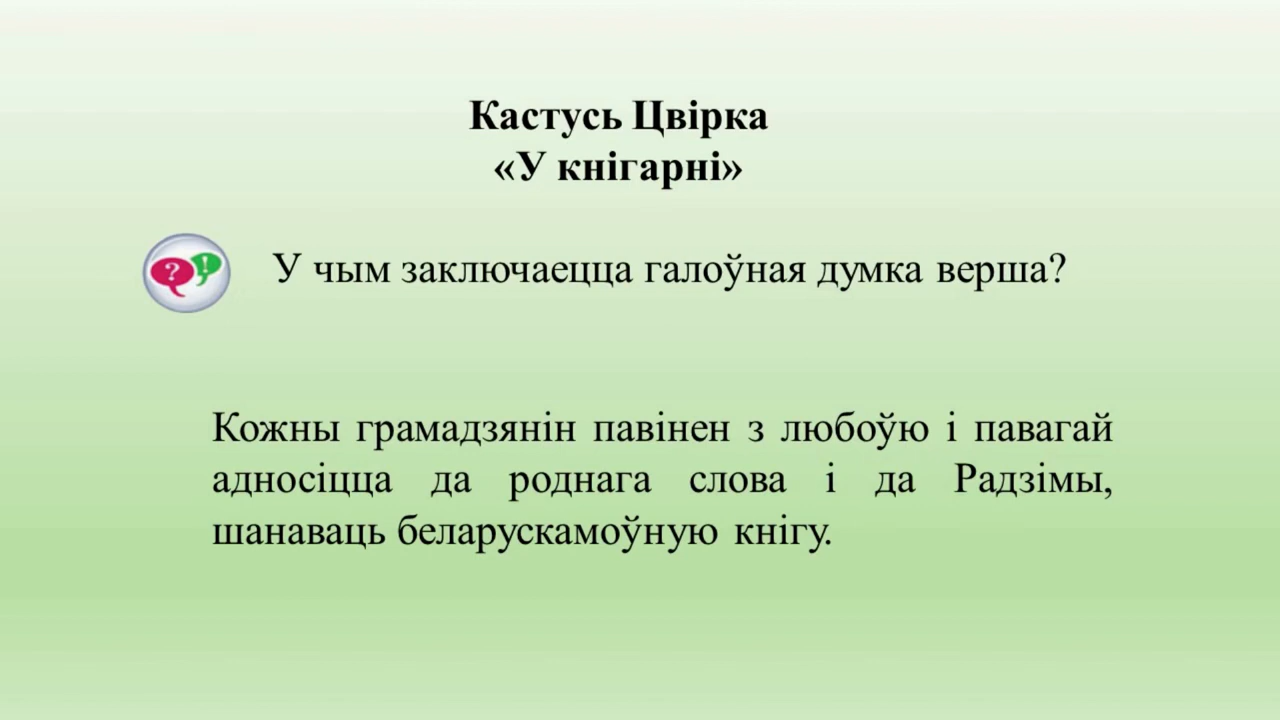 Кастусь Цвірка
«У кнігарні»
? !
У чым заключаецца галоўная думка верша?
Кожны грамадзянін павінен з любоўю і павагай
адносіцца да роднага слова і да Радзімы,
шанаваць беларускамоўную кнігу.